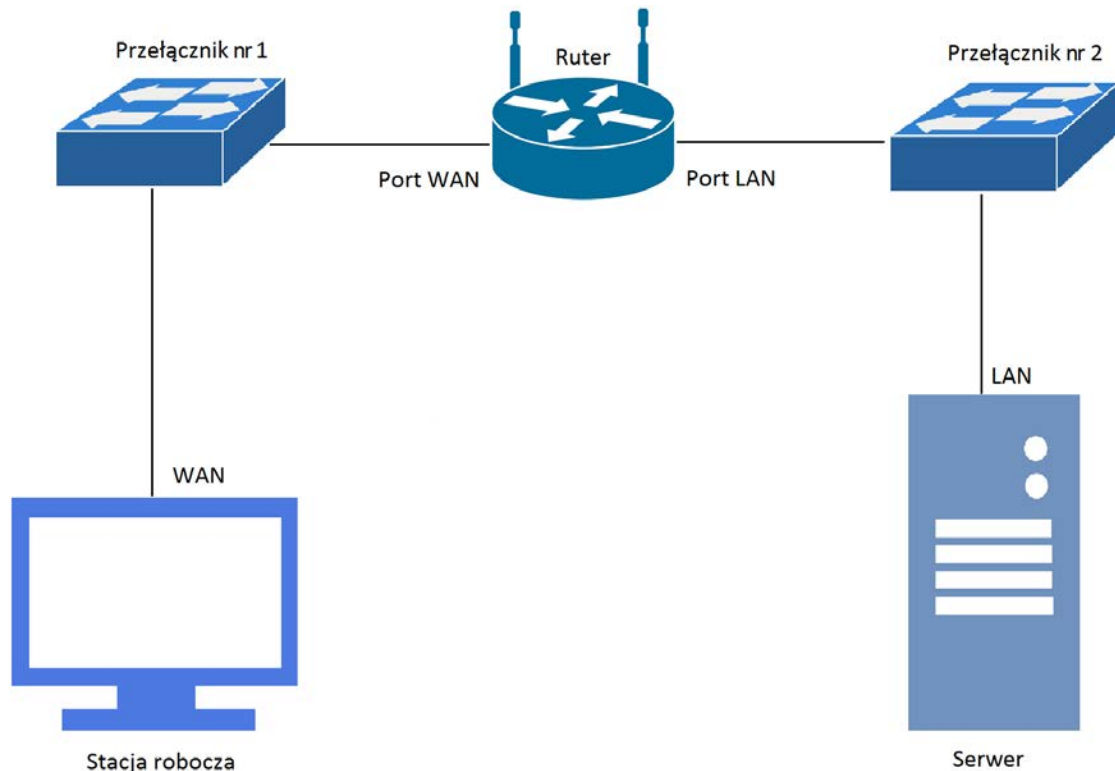 Przełącznik nr 1
Ruter
Przełącznik nr 2
Port WAN
Port LAN
LAN
WAN
Stacja robocza
Serwer